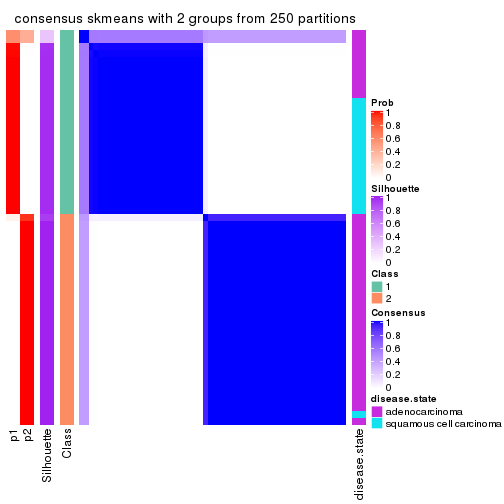 consensus skmeans with 2 groups from 250 partitions
Prob
1
0.8
0.6
0.4
0.2
0
Silhouette
1
0.8
0.6
0.4
0.2
0
Class
1
2
Consensus
1
0.8
0.6
0.4
0.2
0
disease.state
adenocarcinoma
squamous cell carcinoma
p1
p2
Silhouette
Class
disease.state